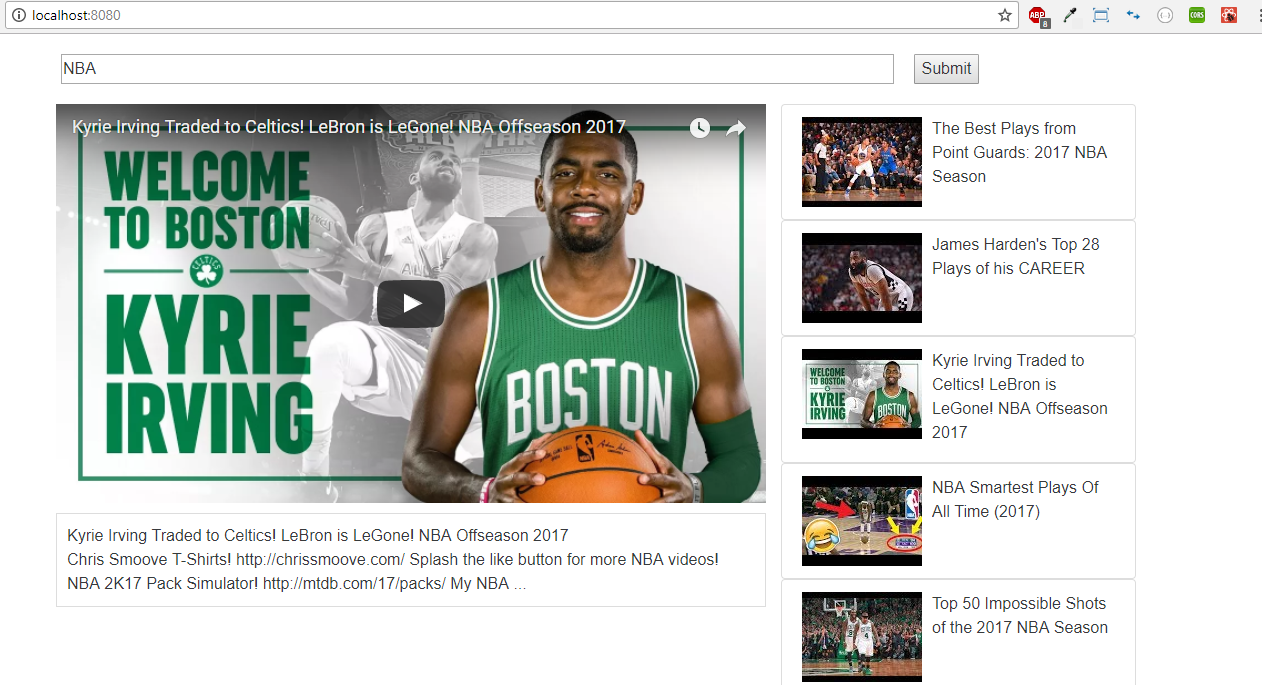 localhost:8080
ABP
8
CORS
NBA
Submit
Kyrie Irving Traded to Celtics! LeBron is LeGone! NBA Offseason 2017
WELCOME
TO BOSTON
CELTICS
KYRIE
IRVING
BOSTON
The Best Plays from
Point Guards: 2017 NBA
Season
James Harden's Top 28
Plays of his CAREER
WELCOME
TO BOSTON
KYRIE
IRVING
BOSTON
Kyrie Irving Traded to
Celtics! LeBron is
LeGone! NBA Offseason
2017
NBA Smartest Plays Of
All Time (2017)
Top 50 Impossible Shots
of the 2017 NBA Season
Kyrie Irving Traded to Celtics! LeBron is LeGone! NBA Offseason 2017
Chris Smoove T-Shirts! http://chrissmoove.com/ Splash the like button for more NBA videos!
NBA 2K17 Pack Simulator! http://mtdb.com/17/packs/ My NBA ...